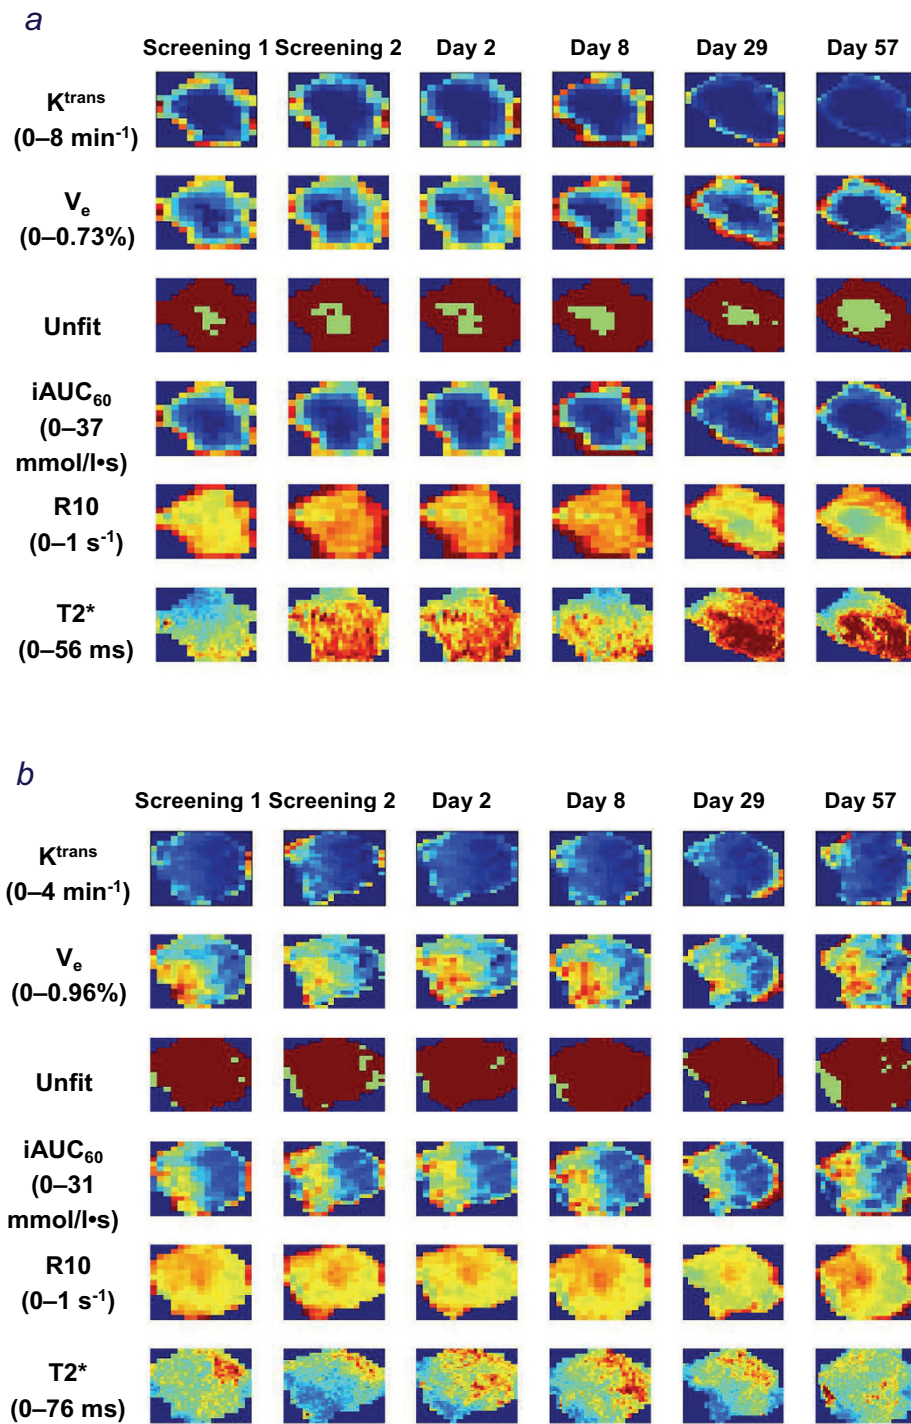 a
Screening 1 Screening 2 Day 2 Day 8 Day 29 Day 57
Kᵗʳᵃⁿˢ
(0–8 min⁻¹)
Vₑ
(0–0.73%)
Unfit
iAUC₆₀
(0–37
mmol/l•s)
R10
(0–1 s⁻¹)
T2*
(0–56 ms)
b
Screening 1 Screening 2 Day 2 Day 8 Day 29 Day 57
Kᵗʳᵃⁿˢ
(0–4 min⁻¹)
Vₑ
(0–0.96%)
Unfit
iAUC₆₀
(0–31
mmol/l•s)
R10
(0–1 s⁻¹)
T2*
(0–76 ms)